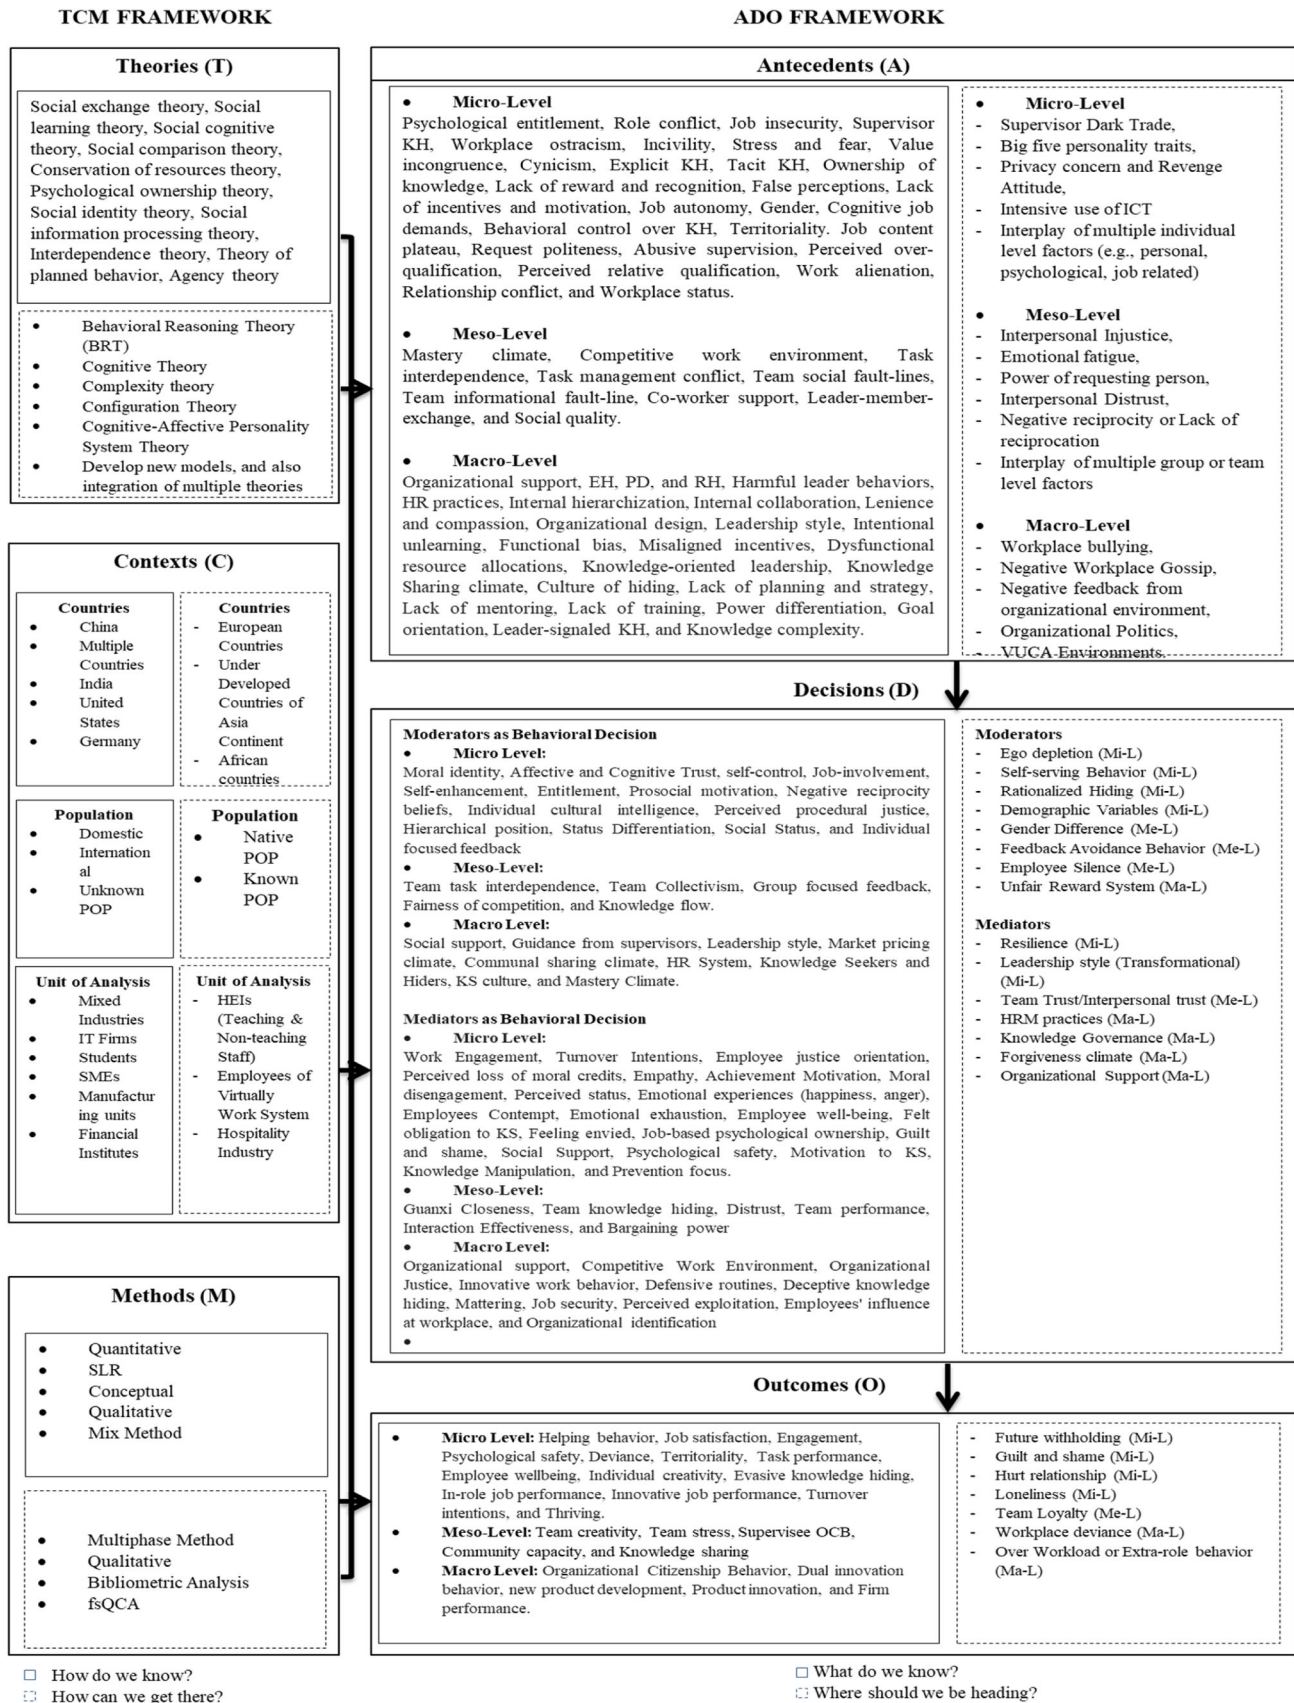 TCM FRAMEWORK
Theories (T)
Social exchange theory, Social
learning theory, Social cognitive
theory, Social comparison theory,
Conservation of resources theory,
Psychological ownership theory,
Social identity theory, Social
information processing theory,
Interdependence theory, Theory of
planned behavior, Agency theory
• Behavioral Reasoning Theory
(BRT)
• Cognitive Theory
• Complexity theory
• Configuration Theory
• Cognitive-Affective Personality
System Theory
• Develop new models, and also
integration of multiple theories
Contexts (C)
Countries
• China
• Multiple
Countries
• India
• United
States
• Germany
Countries
- European
Countries
- Under
Developed
Countries of
Asia
Continent
- African
countries
Population
• Domestic
• Internation
al
• Unknown
POP
Population
• Native
POP
• Known
POP
Unit of Analysis
• Mixed
Industries
• IT Firms
• Students
• SMEs
• Manufactur
ing units
• Financial
Institutes
Unit of Analysis
- HEIs
(Teaching &
Non-teaching
Staff)
- Employees of
Virtually
Work System
- Hospitality
Industry
Methods (M)
• Quantitative
• SLR
• Conceptual
• Qualitative
• Mix Method
• Multiphase Method
• Qualitative
• Bibliometric Analysis
• fsQCA
How do we know?
How can we get there?
ADO FRAMEWORK
Antecedents (A)
• Micro-Level
Psychological entitlement, Role conflict, Job insecurity, Supervisor
KH, Workplace ostracism, Incivility, Stress and fear, Value
incongruence, Cynicism, Explicit KH, Tacit KH, Ownership of
knowledge, Lack of reward and recognition, False perceptions, Lack
of incentives and motivation, Job autonomy, Gender, Cognitive job
demands, Behavioral control over KH, Territoriality. Job content
plateau, Request politeness, Abusive supervision, Perceived over-
qualification, Perceived relative qualification, Work alienation,
Relationship conflict, and Workplace status.
• Meso-Level
Mastery climate, Competitive work environment, Task
interdependence, Task management conflict, Team social fault-lines,
Team informational fault-line, Co-worker support, Leader-member-
exchange, and Social quality.
• Macro-Level
Organizational support, EH, PD, and RH, Harmful leader behaviors,
HR practices, Internal hierarchization, Internal collaboration, Lenience
and compassion, Organizational design, Leadership style, Intentional
unlearning, Functional bias, Misaligned incentives, Dysfunctional
resource allocations, Knowledge-oriented leadership, Knowledge
Sharing climate, Culture of hiding, Lack of planning and strategy,
Lack of mentoring, Lack of training, Power differentiation, Goal
orientation, Leader-signaled KH, and Knowledge complexity.
• Micro-Level
- Supervisor Dark Trade,
- Big five personality traits,
- Privacy concern and Revenge
Attitude,
- Intensive use of ICT
- Interplay of multiple individual
level factors (e.g., personal,
psychological, job related)
• Meso-Level
- Interpersonal Injustice,
- Emotional fatigue,
- Power of requesting person,
- Interpersonal Distrust,
- Negative reciprocity or Lack of
reciprocation
- Interplay of multiple group or team
level factors
• Macro-Level
- Workplace bullying,
- Negative Workplace Gossip,
- Negative feedback from
organizational environment,
- Organizational Politics,
- VUCA Environments.
Decisions (D)
Moderators as Behavioral Decision
• Micro Level:
Moral identity, Affective and Cognitive Trust, self-control, Job-involvement,
Self-enhancement, Entitlement, Prosocial motivation, Negative reciprocity
beliefs, Individual cultural intelligence, Perceived procedural justice,
Hierarchical position, Status Differentiation, Social Status, and Individual
focused feedback
• Meso-Level:
Team task interdependence, Team Collectivism, Group focused feedback,
Fairness of competition, and Knowledge flow.
• Macro Level:
Social support, Guidance from supervisors, Leadership style, Market pricing
climate, Communal sharing climate, HR System, Knowledge Seekers and
Hiders, KS culture, and Mastery Climate.
Mediators as Behavioral Decision
• Micro Level:
Work Engagement, Turnover Intentions, Employee justice orientation,
Perceived loss of moral credits, Empathy, Achievement Motivation, Moral
disengagement, Perceived status, Emotional experiences (happiness, anger),
Employees Contempt, Emotional exhaustion, Employee well-being, Felt
obligation to KS, Feeling envied, Job-based psychological ownership, Guilt
and shame, Social Support, Psychological safety, Motivation to KS,
Knowledge Manipulation, and Prevention focus.
• Meso-Level:
Guanxi Closeness, Team knowledge hiding, Distrust, Team performance,
Interaction Effectiveness, and Bargaining power
• Macro Level:
Organizational support, Competitive Work Environment, Organizational
Justice, Innovative work behavior, Defensive routines, Deceptive knowledge
hiding, Mattering, Job security, Perceived exploitation, Employees' influence
at workplace, and Organizational identification
•
Moderators
- Ego depletion (Mi-L)
- Self-serving Behavior (Mi-L)
- Rationalized Hiding (Mi-L)
- Demographic Variables (Mi-L)
- Gender Difference (Me-L)
- Feedback Avoidance Behavior (Me-L)
- Employee Silence (Me-L)
- Unfair Reward System (Ma-L)
Mediators
- Resilience (Mi-L)
- Leadership style (Transformational)
(Mi-L)
- Team Trust/Interpersonal trust (Me-L)
- HRM practices (Ma-L)
- Knowledge Governance (Ma-L)
- Forgiveness climate (Ma-L)
- Organizational Support (Ma-L)
Outcomes (O)
• Micro Level: Helping behavior, Job satisfaction, Engagement,
Psychological safety, Deviance, Territoriality, Task performance,
Employee wellbeing, Individual creativity, Evasive knowledge hiding,
In-role job performance, Innovative job performance, Turnover
intentions, and Thriving.
• Meso-Level: Team creativity, Team stress, Supervisee OCB,
Community capacity, and Knowledge sharing
• Macro Level: Organizational Citizenship Behavior, Dual innovation
behavior, new product development, Product innovation, and Firm
performance.
- Future withholding (Mi-L)
- Guilt and shame (Mi-L)
- Hurt relationship (Mi-L)
- Loneliness (Mi-L)
- Team Loyalty (Me-L)
- Workplace deviance (Ma-L)
- Over Workload or Extra-role behavior
(Ma-L)
What do we know?
Where should we be heading?